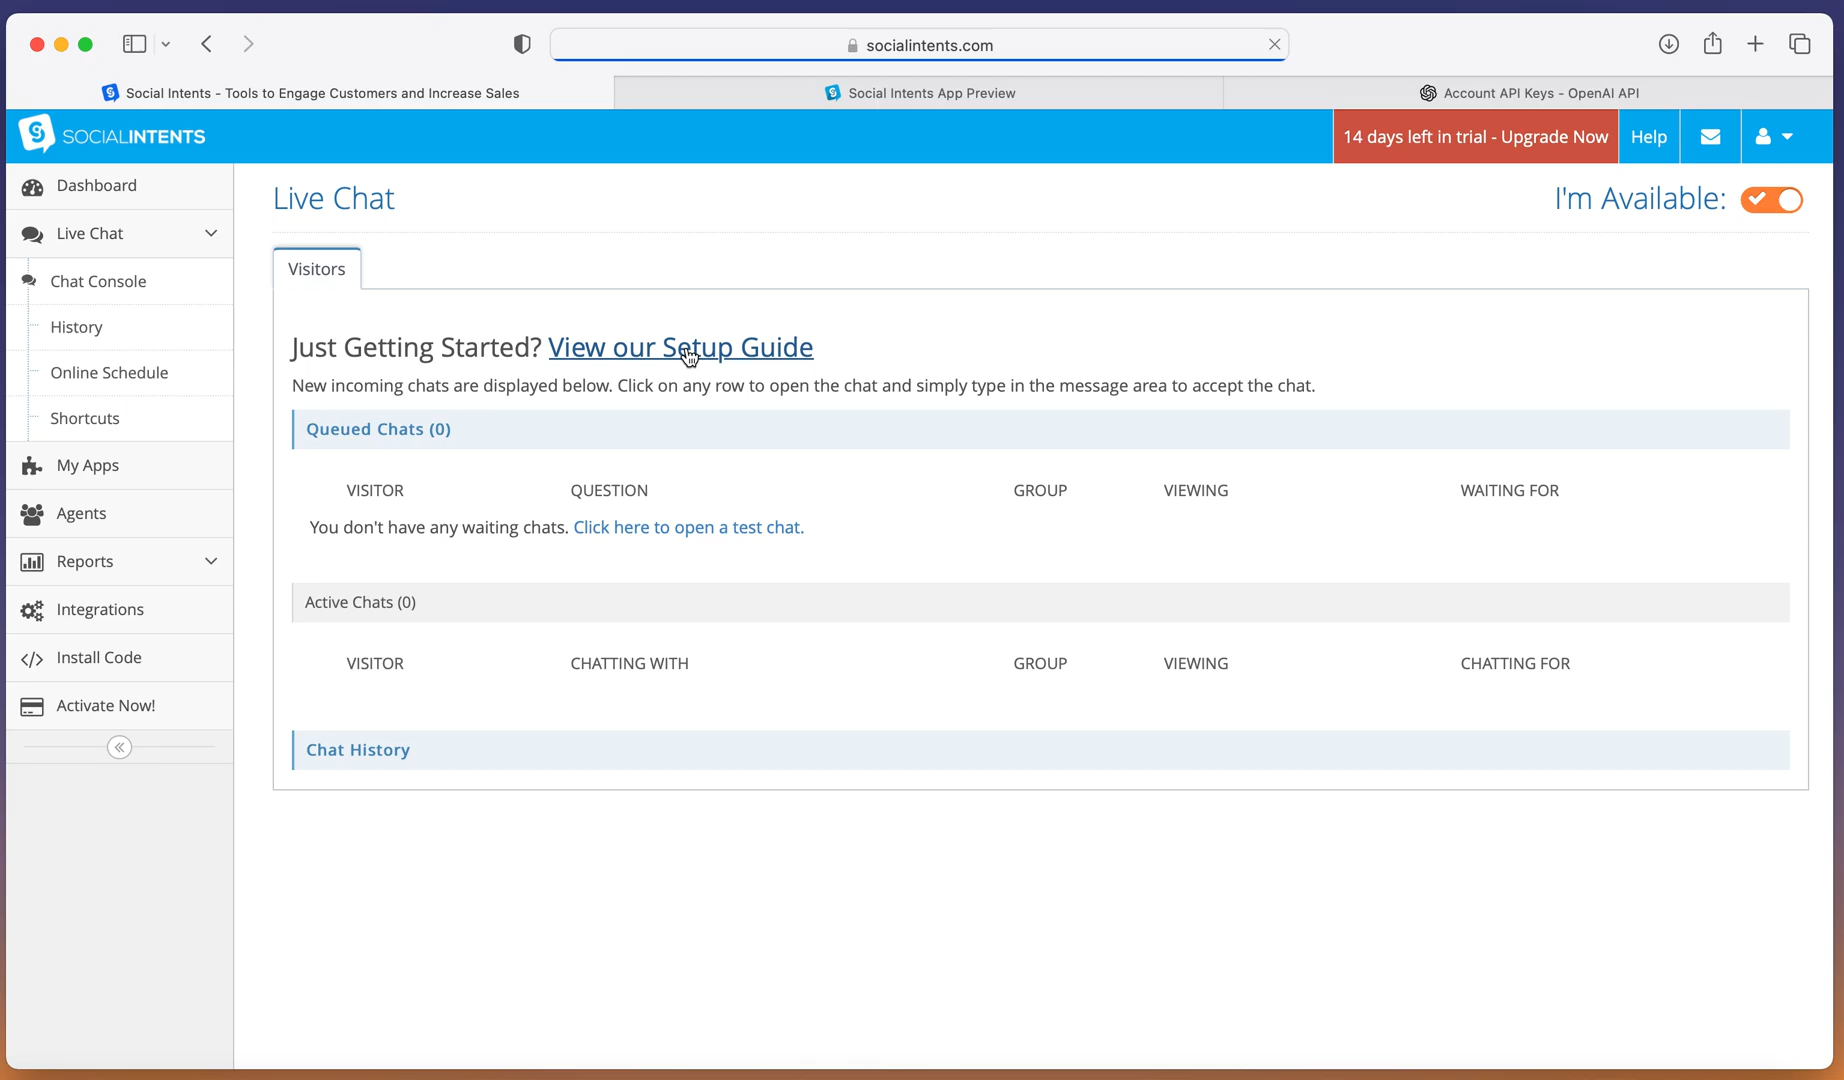 socialintents.com
Social Intents - Tools to Engage Customers and Increase Sales
Social Intents App Preview
Account API Keys - OpenAI API
SOCIALINTENTS
14 days left in trial - Upgrade Now
Help
Dashboard
Live Chat
Chat Console
History
Online Schedule
Shortcuts
My Apps
Agents
Reports
Integrations
Install Code
Activate Now!
Live Chat
I'm Available:
Visitors
Just Getting Started? View our Setup Guide
New incoming chats are displayed below. Click on any row to open the chat and simply type in the message area to accept the chat.
Queued Chats (0)
VISITOR QUESTION GROUP VIEWING WAITING FOR
You don't have any waiting chats. Click here to open a test chat.
Active Chats (0)
VISITOR CHATTING WITH GROUP VIEWING CHATTING FOR
Chat History